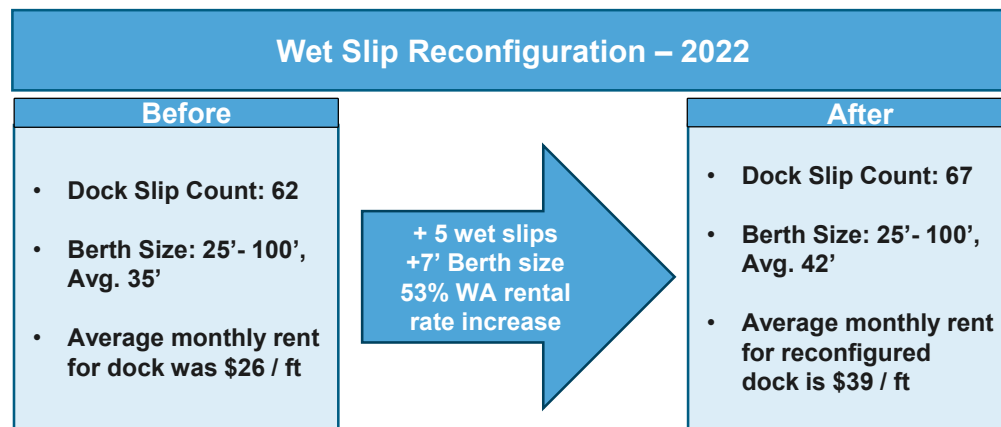 Wet Slip Reconfiguration – 2022
Before
• Dock Slip Count: 62
• Berth Size: 25’- 100’,
Avg. 35’
• Average monthly rent
for dock was $26 / ft
+ 5 wet slips
+7’ Berth size
53% WA rental
rate increase
After
• Dock Slip Count: 67
• Berth Size: 25’- 100’,
Avg. 42’
• Average monthly rent
for reconfigured
dock is $39 / ft